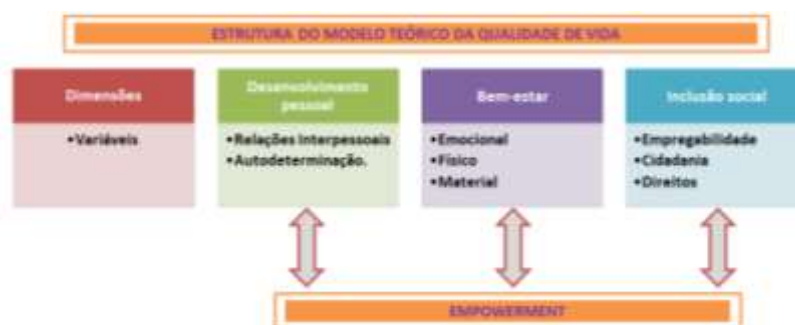 ESTRUTURA DO MODELO TEÓRICO DA QUALIDADE DE VIDA
Dimensões
•Variáveis
Desenvolvimento
pessoal
•Relações Interpessoais
•Autodeterminação.
Bem-estar
•Emocional
•Físico
•Material
Inclusão social
•Empregabilidade
•Cidadania
•Direitos
EMPOWERMENT